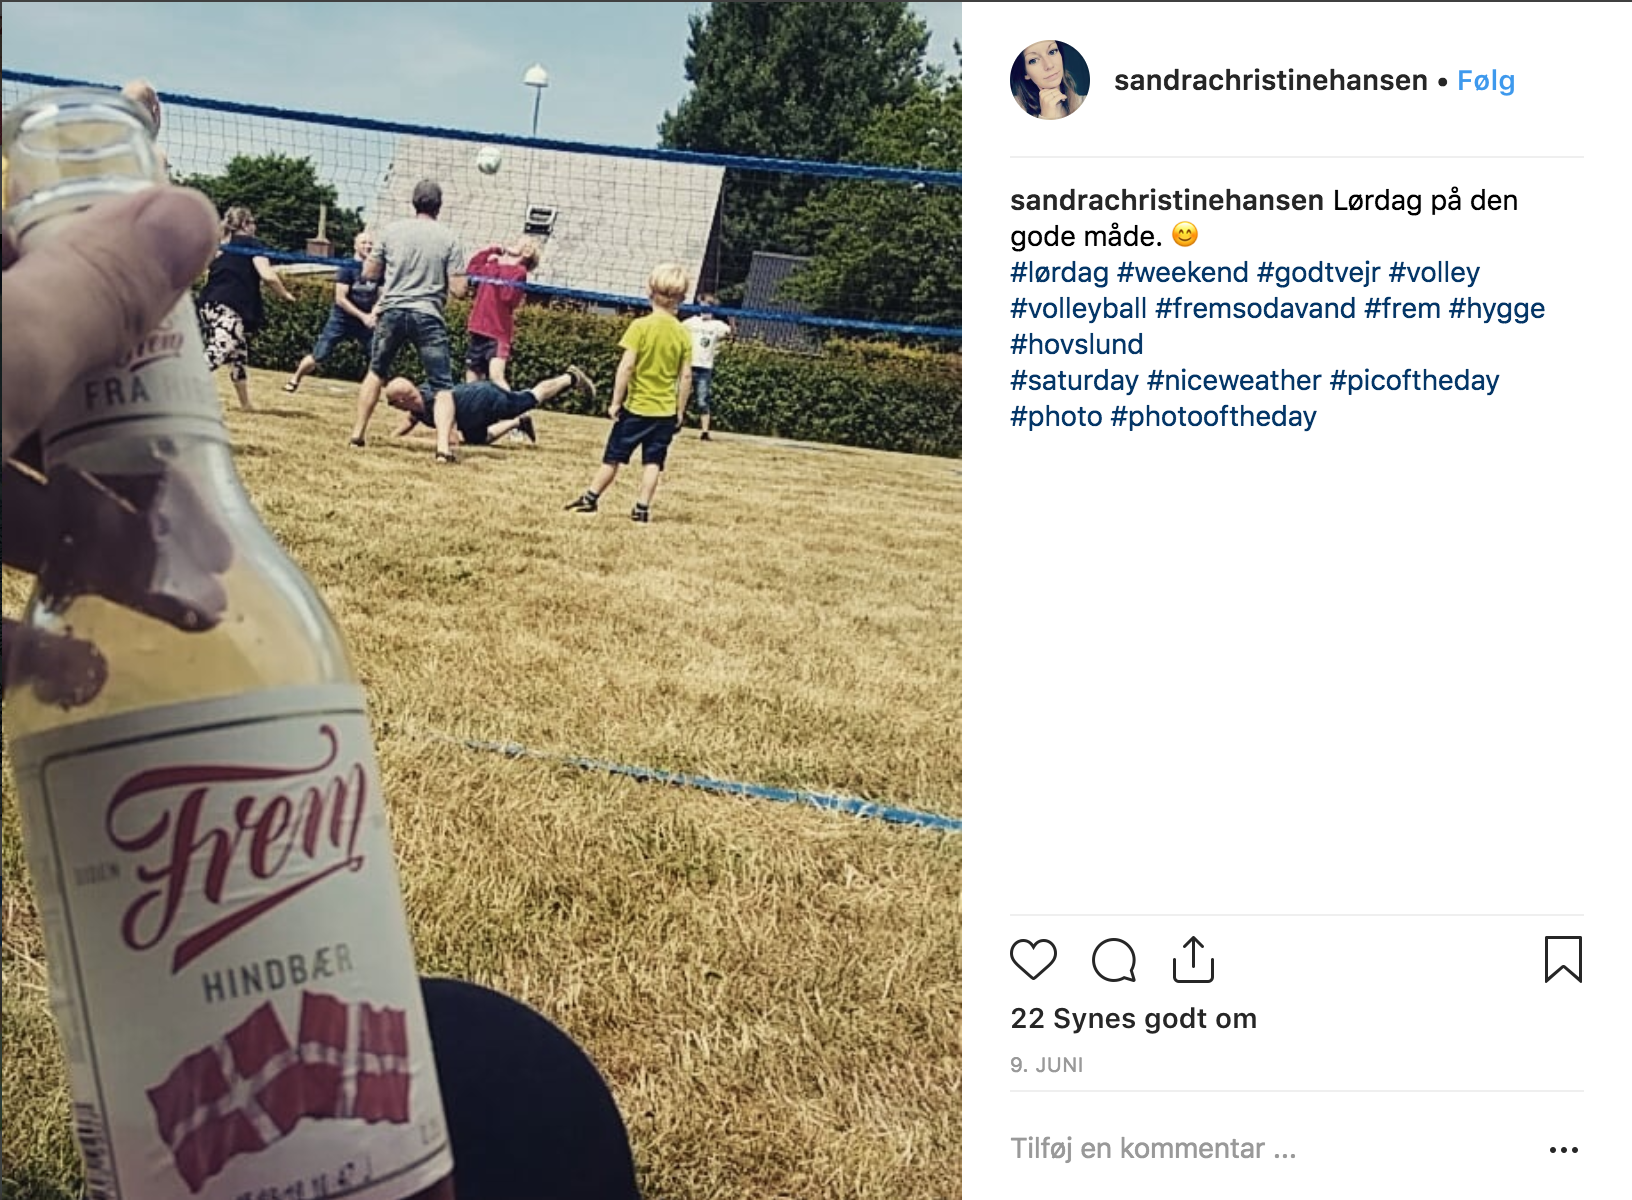 Frem
FRA
Frem
HINDBÆR
sandrachristinehansen • Følg
sandrachristinehansen Lørdag på den
gode måde. 😊
#lørdag #weekend #godtvejr #volley
#volleyball #fremsodavand #frem #hygge
#hovslund
#saturday #niceweather #picoftheday
#photo #photooftheday
22 Synes godt om
9. JUNI
Tilføj en kommentar ...